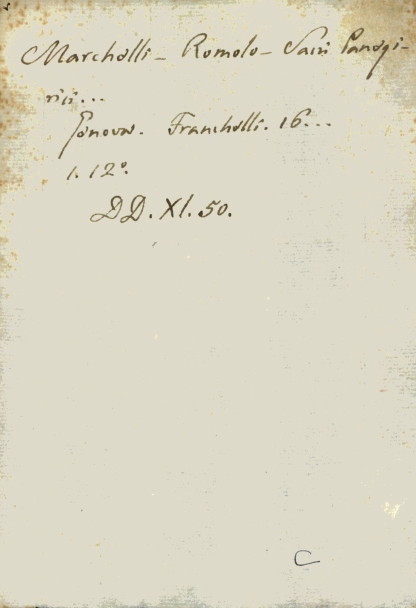 Marchelli - Romolo - Sacri Panegi-
rici...
Genova. Franchelli. 16...
1. 12°.
DD. XI. 50.
C